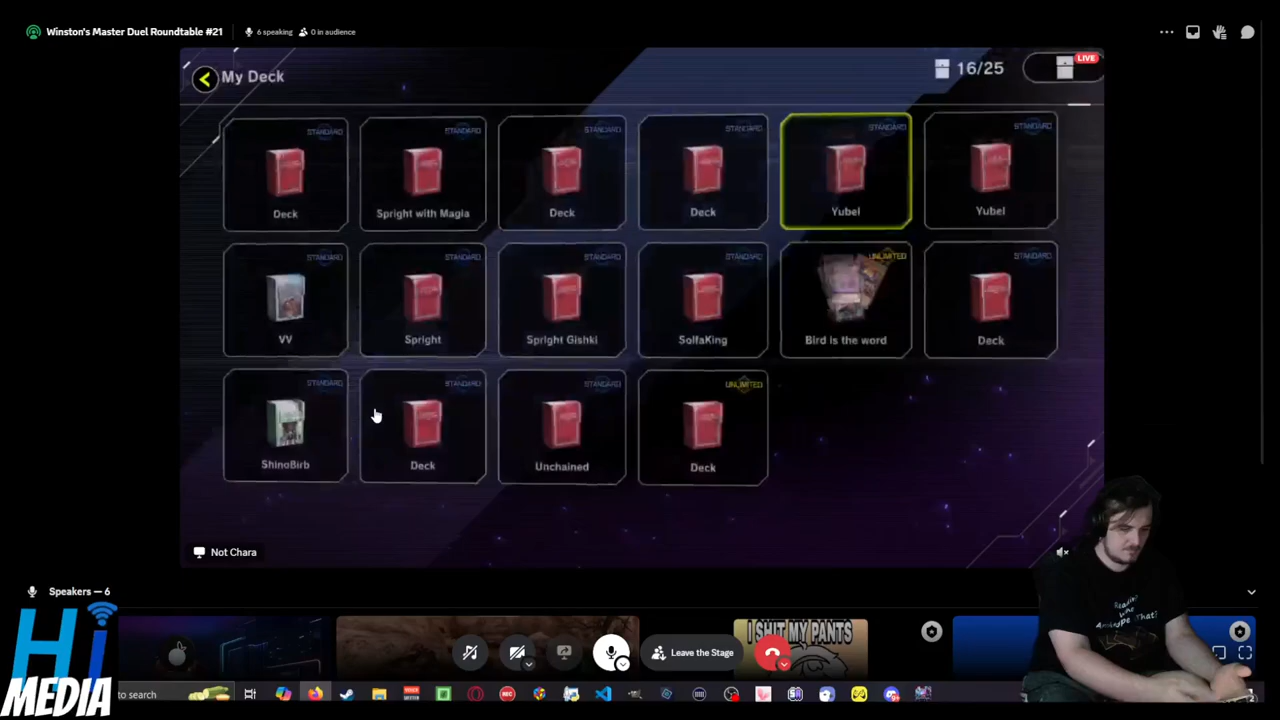 Winston's Master Duel Roundtable #21
6 speaking
0 in audience
My Deck
16/25
LIVE
STANDARD
STANDARD
STANDARD
STANDARD
STANDARD
STANDARD
Deck
Spright with Magia
Deck
Deck
Yubel
Yubel
STANDARD
STANDARD
STANDARD
STANDARD
UNLIMITED
STANDARD
VV
Spright
Spright Gishki
SolfaKing
Bird is the word
Deck
STANDARD
STANDARD
STANDARD
UNLIMITED
ShinoBirb
Deck
Unchained
Deck
Not Chara
Speakers — 6
Hi
MEDIA
I SHIT MY PANTS
Leave the Stage
to search
REC